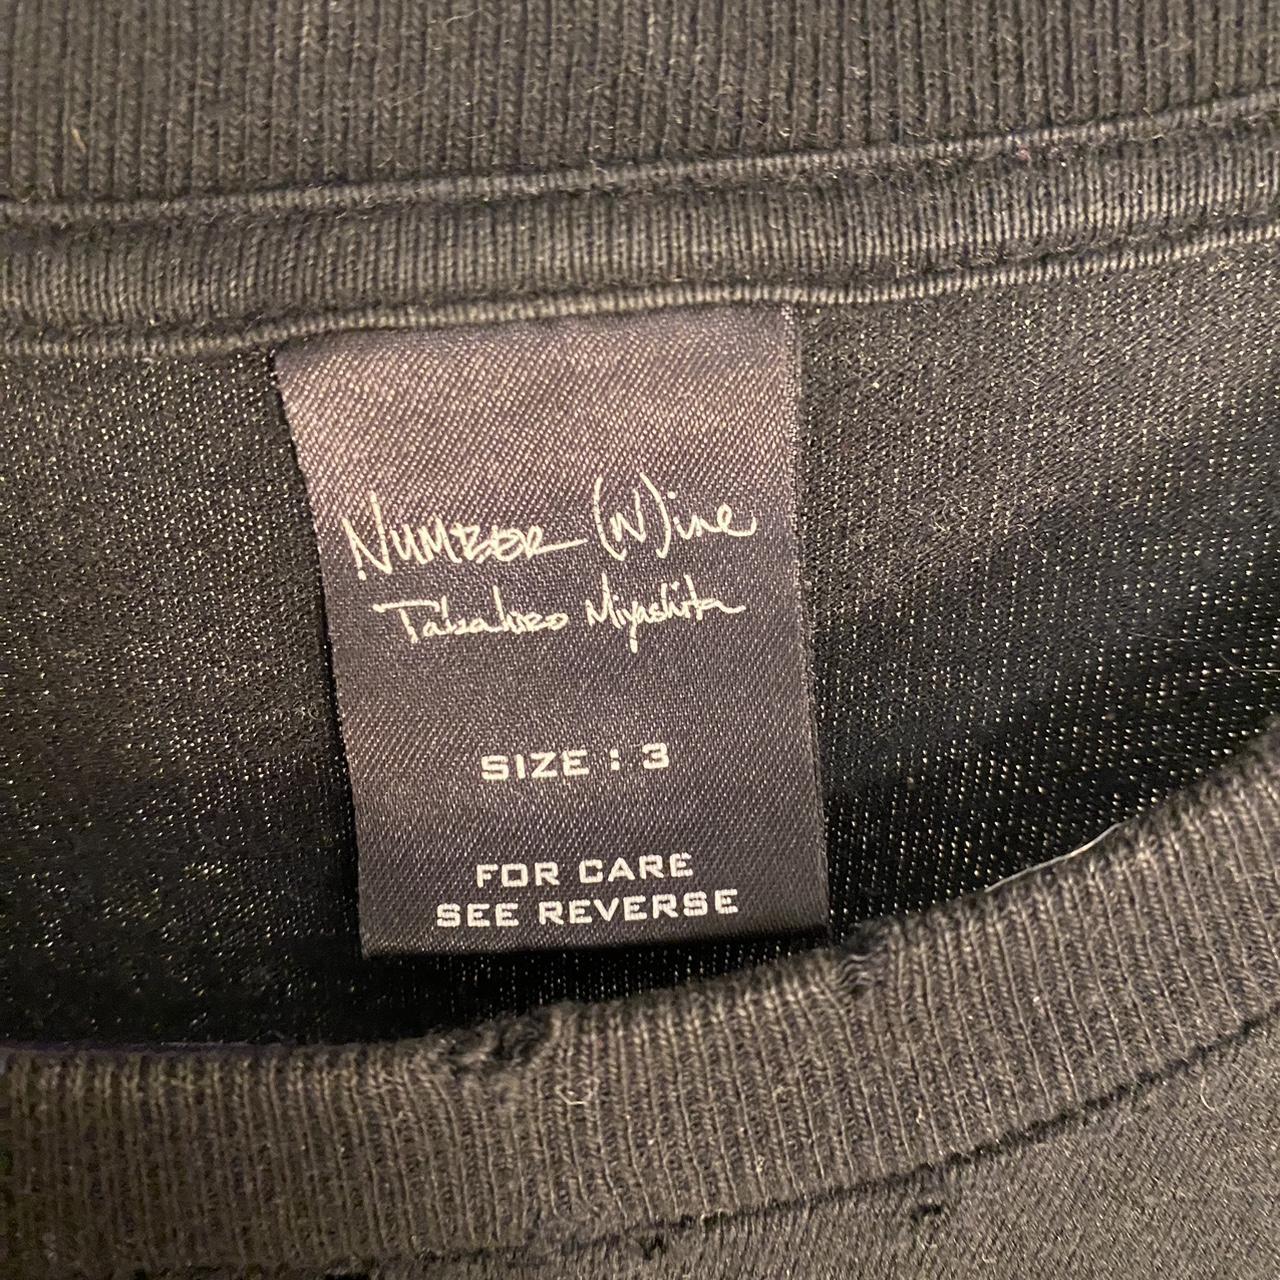 NUMBER (N)ine
Takahiro Miyashita
SIZE : 3
FOR CARE
SEE REVERSE